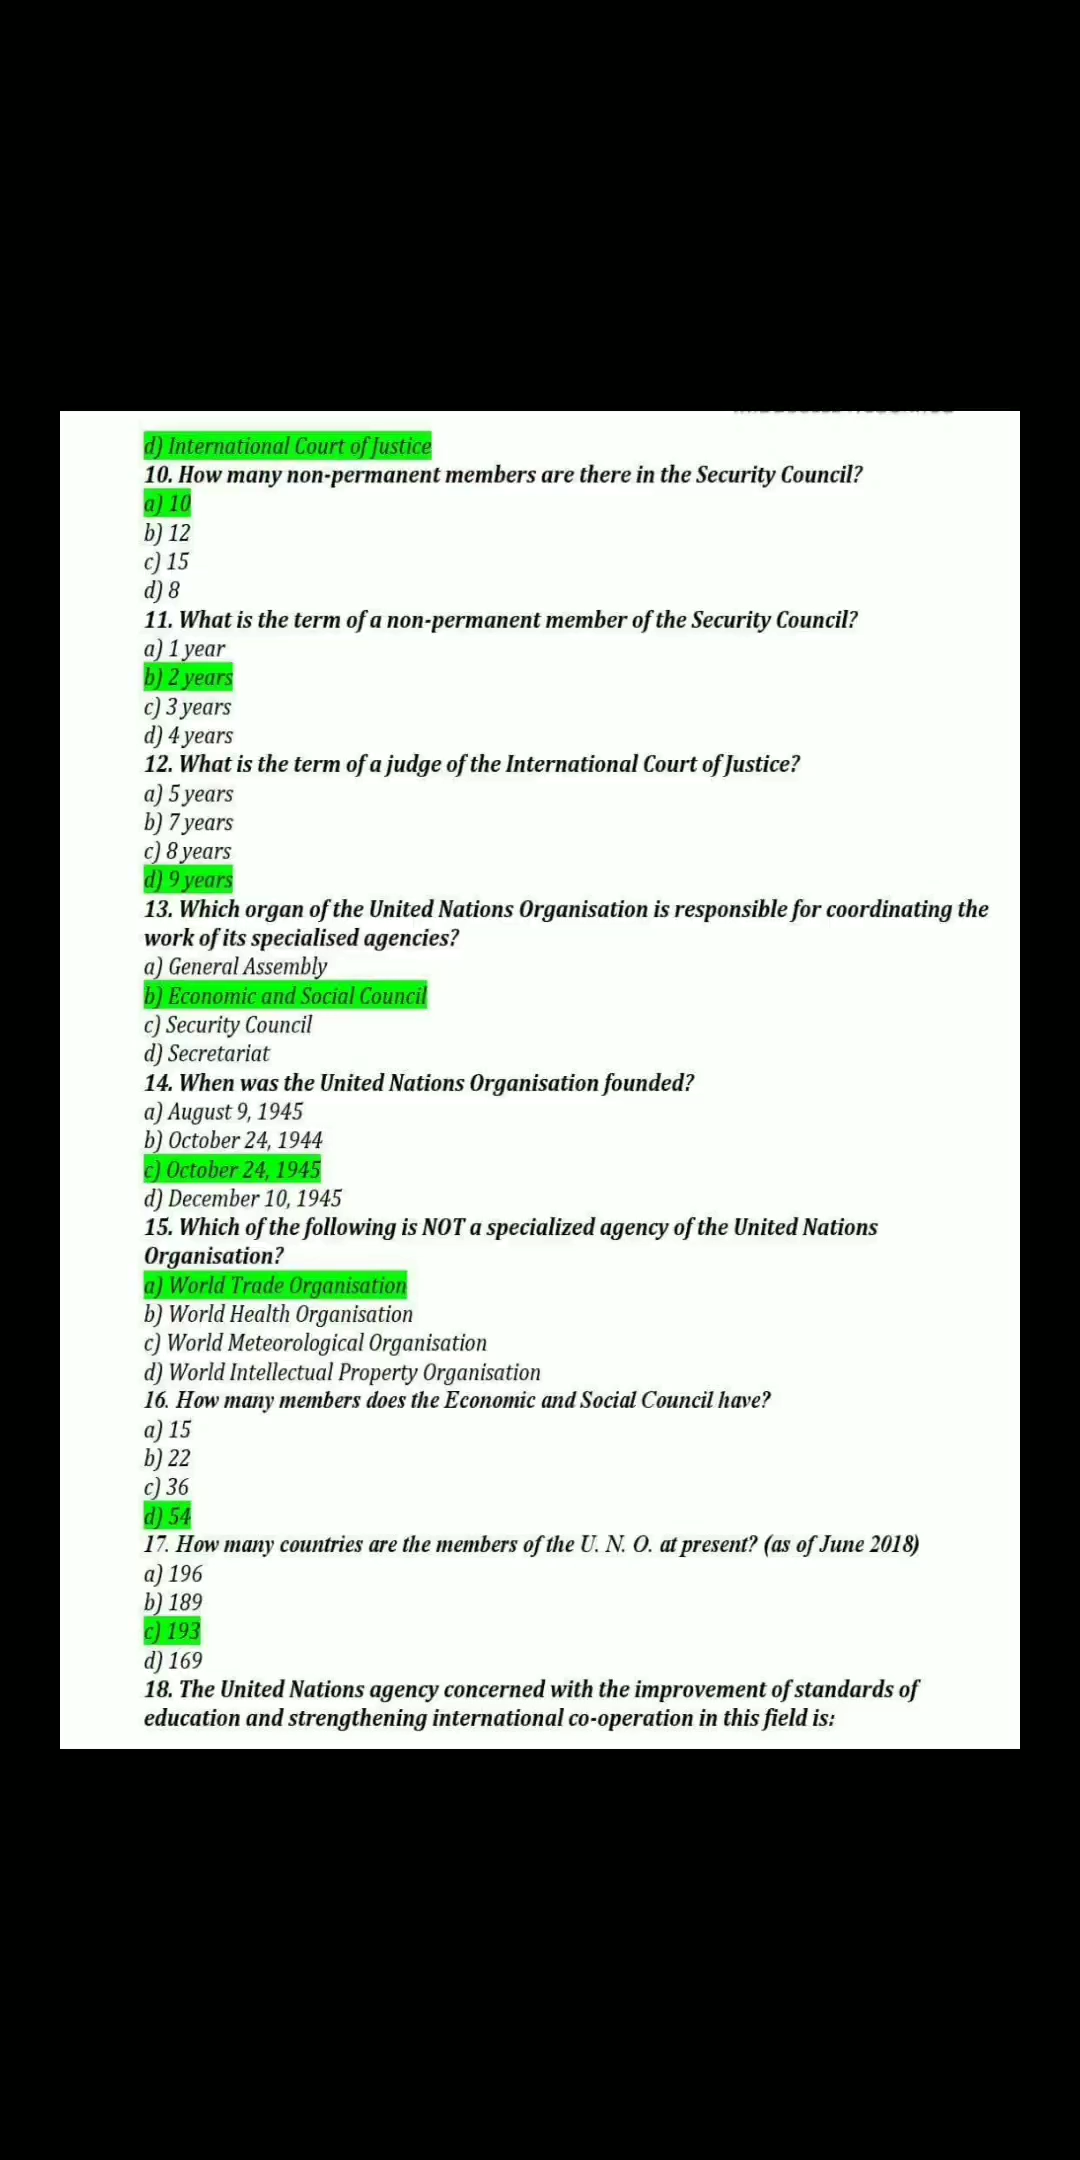 d) International Court of Justice
10. How many non-permanent members are there in the Security Council?
a) 10
b) 12
c) 15
d) 8
11. What is the term of a non-permanent member of the Security Council?
a) 1 year
b) 2 years
c) 3 years
d) 4 years
12. What is the term of a judge of the International Court of Justice?
a) 5 years
b) 7 years
c) 8 years
d) 9 years
13. Which organ of the United Nations Organisation is responsible for coordinating the
work of its specialised agencies?
a) General Assembly
b) Economic and Social Council
c) Security Council
d) Secretariat
14. When was the United Nations Organisation founded?
a) August 9, 1945
b) October 24, 1944
c) October 24, 1945
d) December 10, 1945
15. Which of the following is NOT a specialized agency of the United Nations
Organisation?
a) World Trade Organisation
b) World Health Organisation
c) World Meteorological Organisation
d) World Intellectual Property Organisation
16. How many members does the Economic and Social Council have?
a) 15
b) 22
c) 36
d) 54
17. How many countries are the members of the U. N. O. at present? (as of June 2018)
a) 196
b) 189
c) 193
d) 169
18. The United Nations agency concerned with the improvement of standards of
education and strengthening international co-operation in this field is: